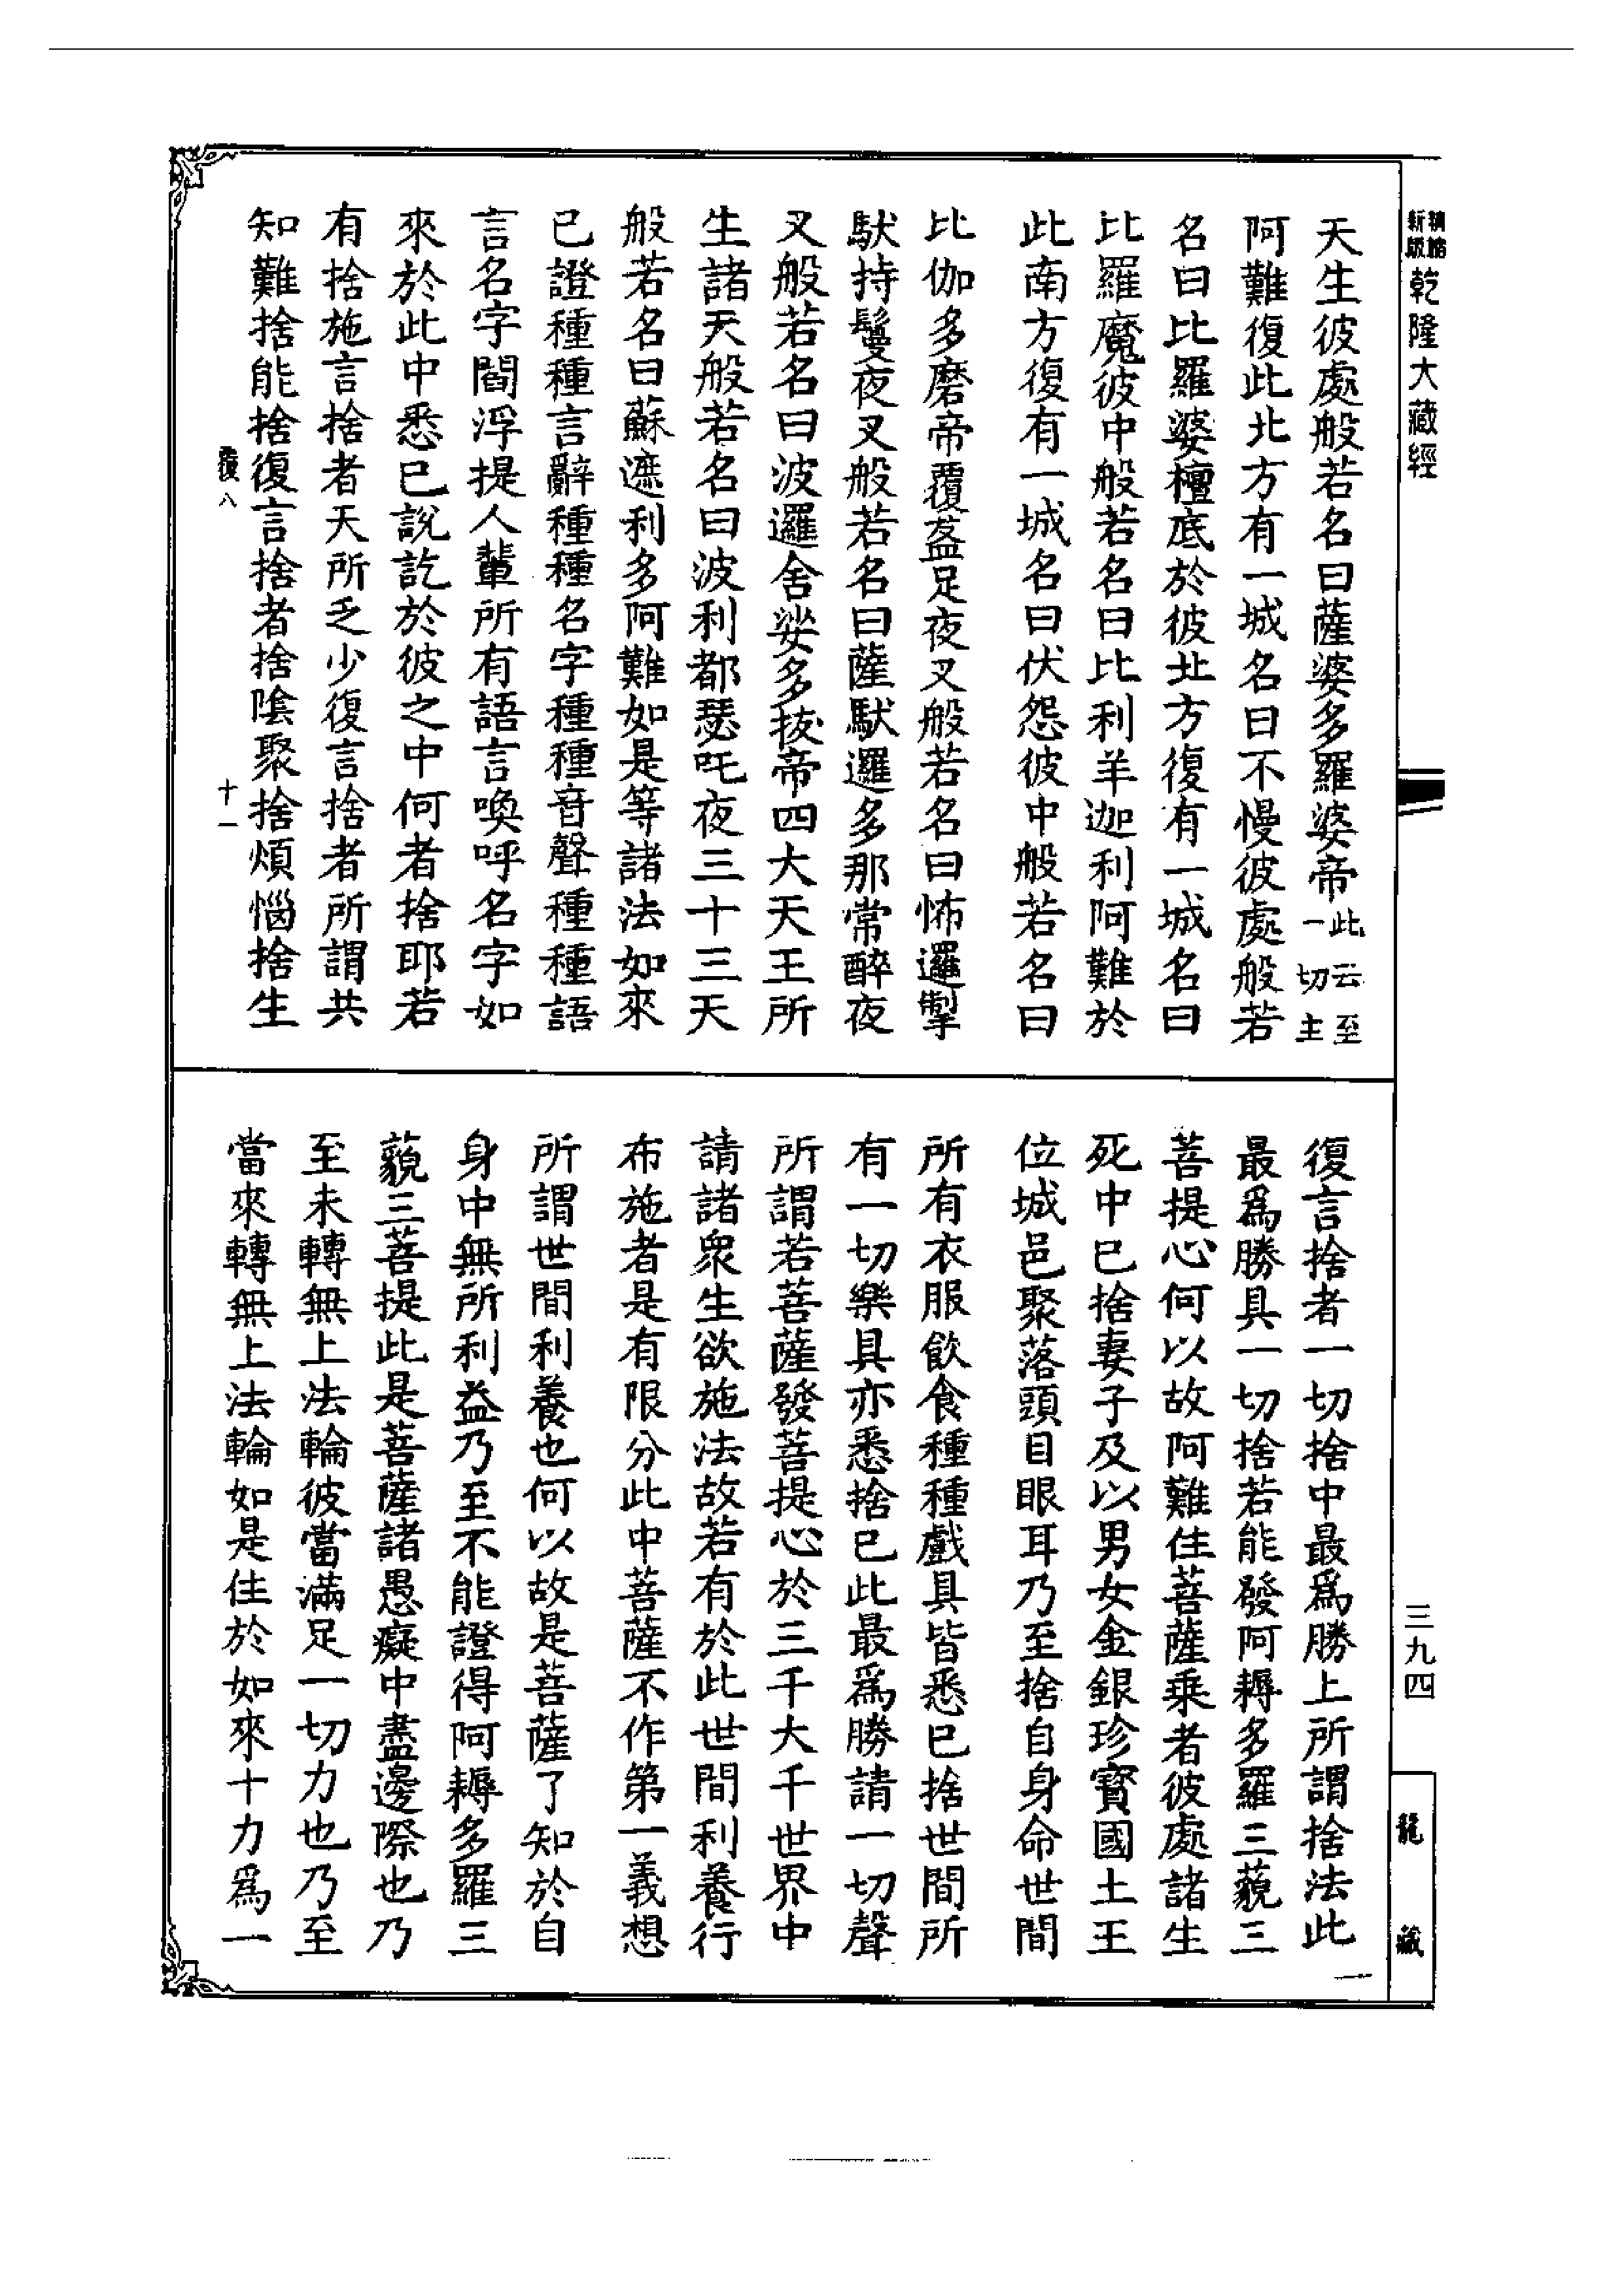 精縮新版乾隆大藏經
天生彼處般若名曰薩婆多羅婆帝此云至一切主
阿難復此北方有一城名曰不慢彼處般若
名曰比羅婆檀底於彼北方復有一城名曰
比羅魔彼中般若名曰比利羊迦利阿難於
此南方復有一城名曰伏怨彼中般若名曰
比伽多磨帝覆葢足夜叉般若名曰怖邏掣
馱持鬘夜叉般若名曰薩馱邏多那常醉夜
叉般若名曰波邏舍娑多拔帝四大天王所
生諸天般若名曰波利都瑟吒夜三十三天
般若名曰蘇遮利多阿難如是等諸法如來
已證種種言辭種種名字種種音聲種種語
言名字閻浮提人輩所有語言喚呼名字如
來於此中悉已說訖於彼之中何者捨耶若
有捨施言捨者天所乏少復言捨者所謂共
知難捨能捨復言捨者捨陰聚捨煩惱捨生
八
十一
復言捨者一切捨中最爲勝上所謂捨法此
最爲勝具一切捨若能發阿耨多羅三藐三
菩提心何以故阿難住菩薩乘者彼處諸生
死中已捨妻子及以男女金銀珍寳國土王
位城邑聚落頭目眼耳乃至捨自身命世間
所有衣服飲食種種戲具皆悉已捨世間所
有一切樂具亦悉捨已此最爲勝請一切聲
所謂若菩薩發菩提心於三千大千世界中
請諸衆生欲施法故若有於此世間利養行
布施者是有限分此中菩薩不作第一義想
所謂世間利養也何以故是菩薩了知於自
身中無所利益乃至不能證得阿耨多羅三
藐三菩提此是菩薩諸愚癡中盡邊際也乃
至未轉無上法輪彼當滿足一切力也乃至
當來轉無上法輪如是住於如來十力爲一
三九四
龍藏